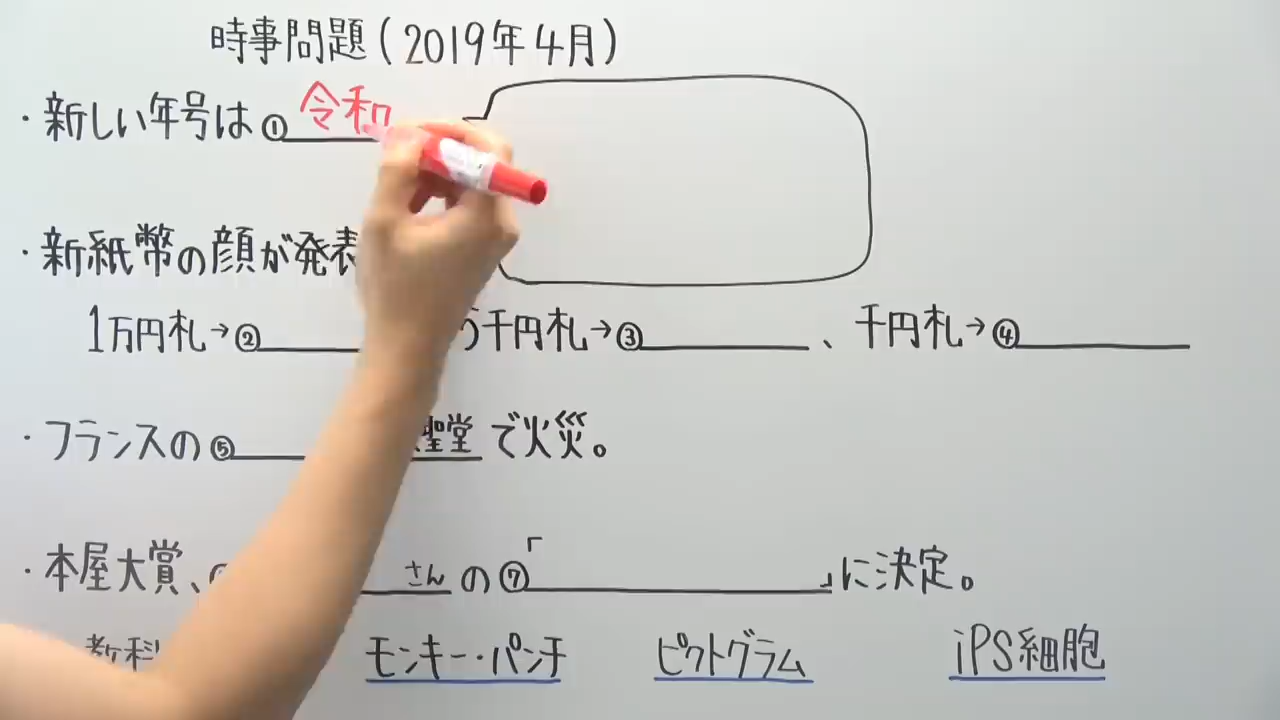 時事問題(2019年4月)
・新しい年号は①令和
・新紙幣の顔が発表
1万円札→② 千円札→③ 、千円札→④
・フランスの⑤ 聖堂で火災。
・本屋大賞、 さんの⑦「 」に決定。
教科 モンキー・パンチ ピクトグラム iPS細胞